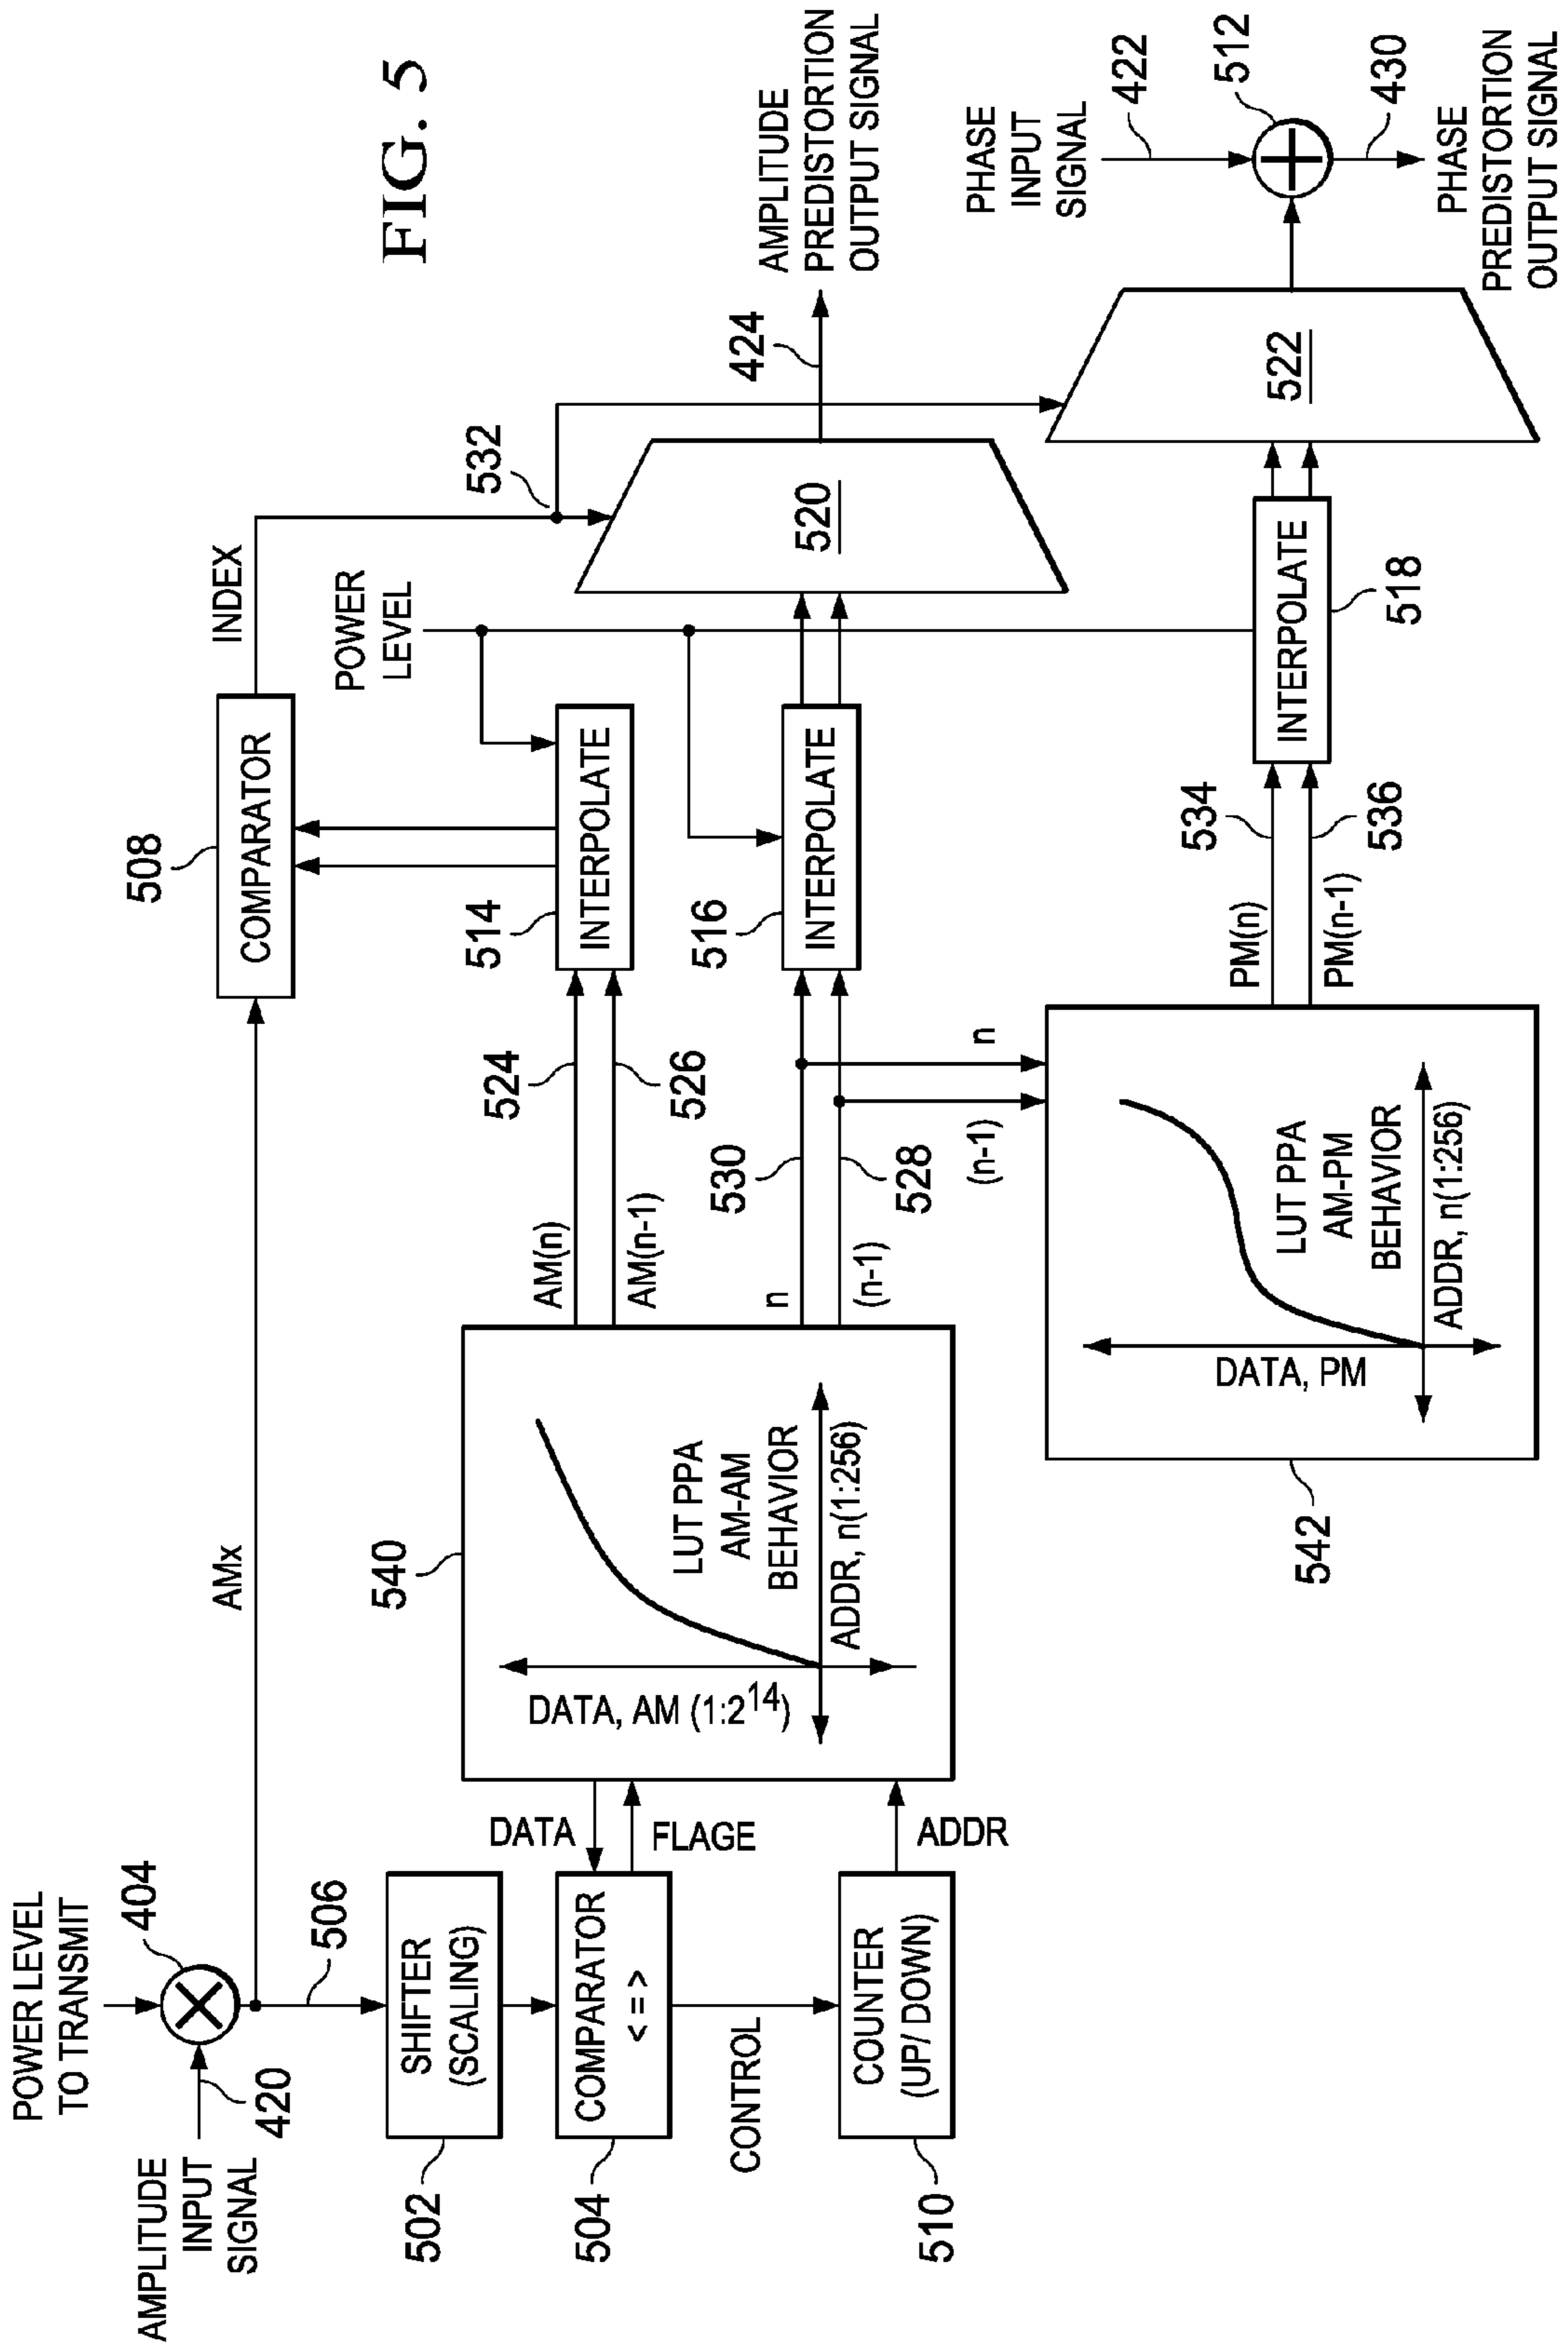 FIG. 5
POWER LEVEL
TO TRANSMIT
404
AMPLITUDE
INPUT
SIGNAL
420
506
AMx
508
COMPARATOR
INDEX
502
SHIFTER
(SCALING)
504
COMPARATOR
< = >
CONTROL
510
COUNTER
(UP/ DOWN)
DATA
FLAGE
ADDR
540
DATA, AM (1:2^14)
LUT PPA
AM-AM
BEHAVIOR
ADDR, n(1:256)
AM(n)
524
AM(n-1)
526
n
530
(n-1)
528
514
INTERPOLATE
516
INTERPOLATE
POWER
LEVEL
532
520
424
AMPLITUDE
PREDISTORTION
OUTPUT SIGNAL
n
(n-1)
542
DATA, PM
LUT PPA
AM-PM
BEHAVIOR
ADDR, n(1:256)
PM(n)
534
PM(n-1)
536
INTERPOLATE
518
522
PHASE
INPUT
SIGNAL
422
512
430
PHASE
PREDISTORTION
OUTPUT SIGNAL